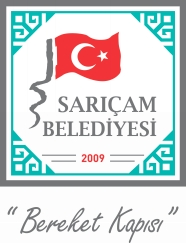 SARIÇAM
BELEDİYESİ
2009
“Bereket Kapısı”